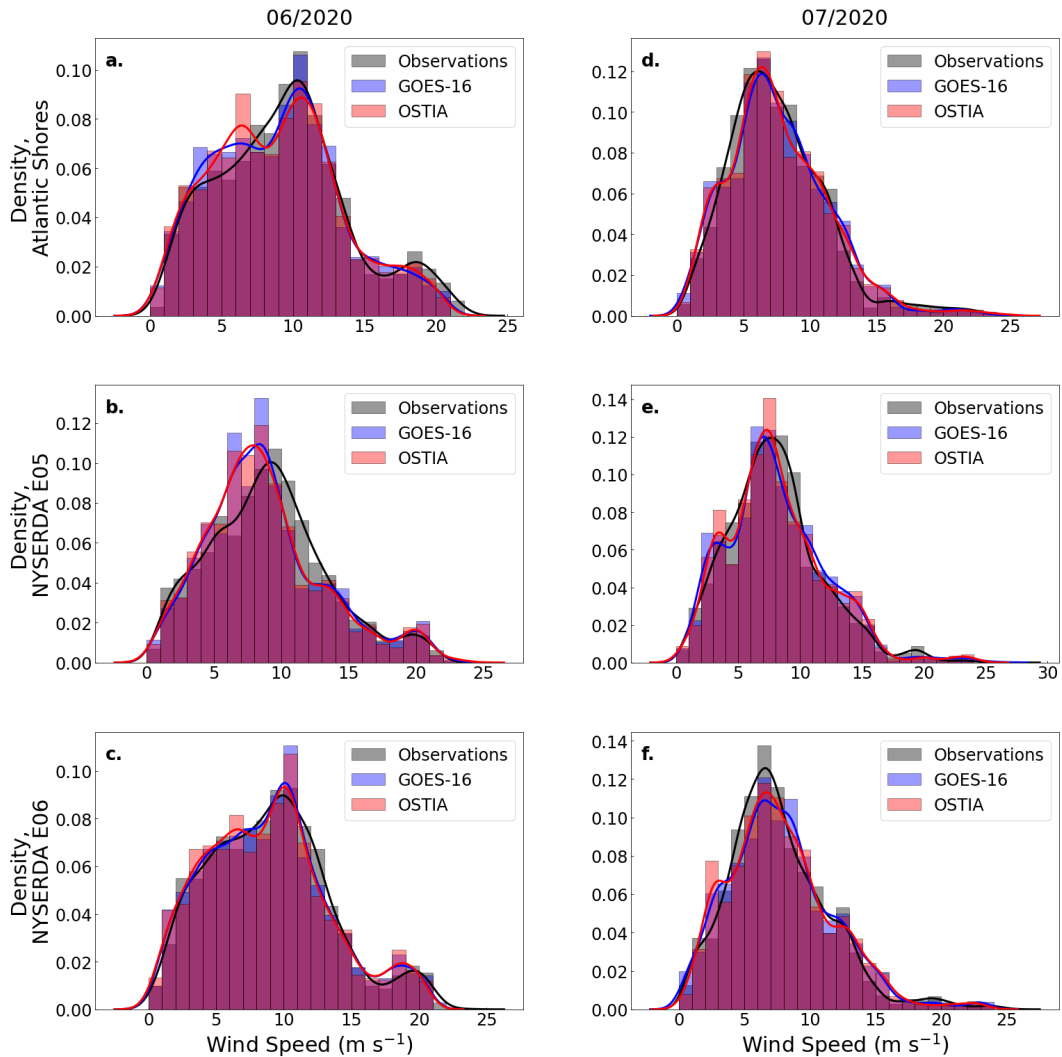 06/2020
07/2020
a.
Observations
GOES-16
OSTIA
Density,
Atlantic Shores
0.10
0.08
0.06
0.04
0.02
0.00
0 5 10 15 20 25
d.
Observations
GOES-16
OSTIA
0.12
0.10
0.08
0.06
0.04
0.02
0.00
0 5 10 15 20 25
b.
Observations
GOES-16
OSTIA
Density,
NYSERDA E05
0.12
0.10
0.08
0.06
0.04
0.02
0.00
0 5 10 15 20 25
e.
Observations
GOES-16
OSTIA
0.14
0.12
0.10
0.08
0.06
0.04
0.02
0.00
0 5 10 15 20 25 30
c.
Observations
GOES-16
OSTIA
Density,
NYSERDA E06
0.10
0.08
0.06
0.04
0.02
0.00
0 5 10 15 20 25
Wind Speed (m s⁻¹)
f.
Observations
GOES-16
OSTIA
0.14
0.12
0.10
0.08
0.06
0.04
0.02
0.00
0 5 10 15 20 25
Wind Speed (m s⁻¹)